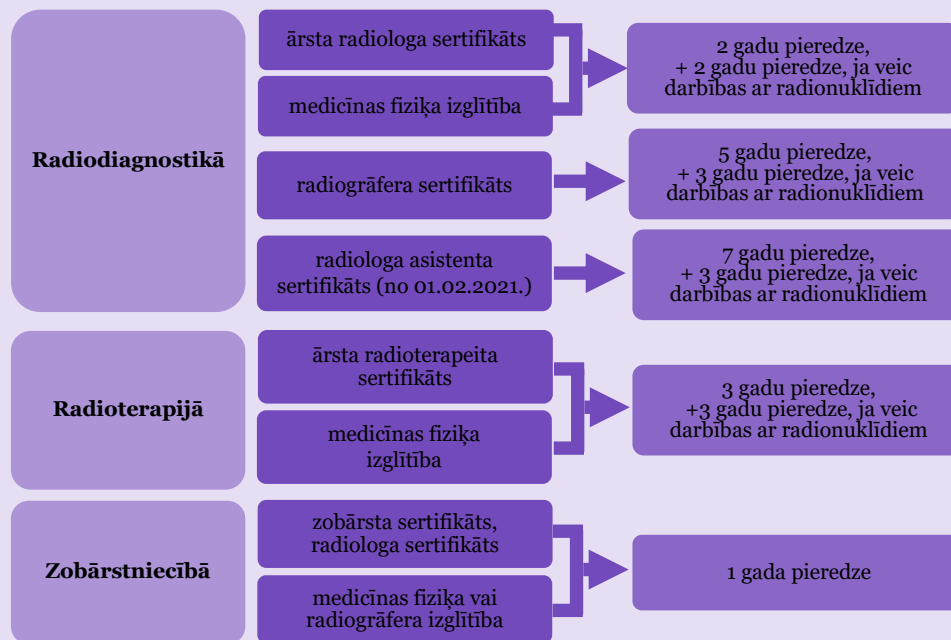 Radiodiagnostikā
ārsta radiologa sertifikāts
medicīnas fiziķa izglītība
2 gadu pieredze,
+ 2 gadu pieredze, ja veic
darbības ar radionuklīdiem
radiogrāfera sertifikāts
5 gadu pieredze,
+ 3 gadu pieredze, ja veic
darbības ar radionuklīdiem
radiologa asistenta
sertifikāts (no 01.02.2021.)
7 gadu pieredze,
+ 3 gadu pieredze, ja veic
darbības ar radionuklīdiem
Radioterapijā
ārsta radioterapeita
sertifikāts
medicīnas fiziķa
izglītība
3 gadu pieredze,
+3 gadu pieredze, ja veic
darbības ar radionuklīdiem
Zobārstniecībā
zobārsta sertifikāts,
radiologa sertifikāts
medicīnas fiziķa vai
radiogrāfera izglītība
1 gada pieredze